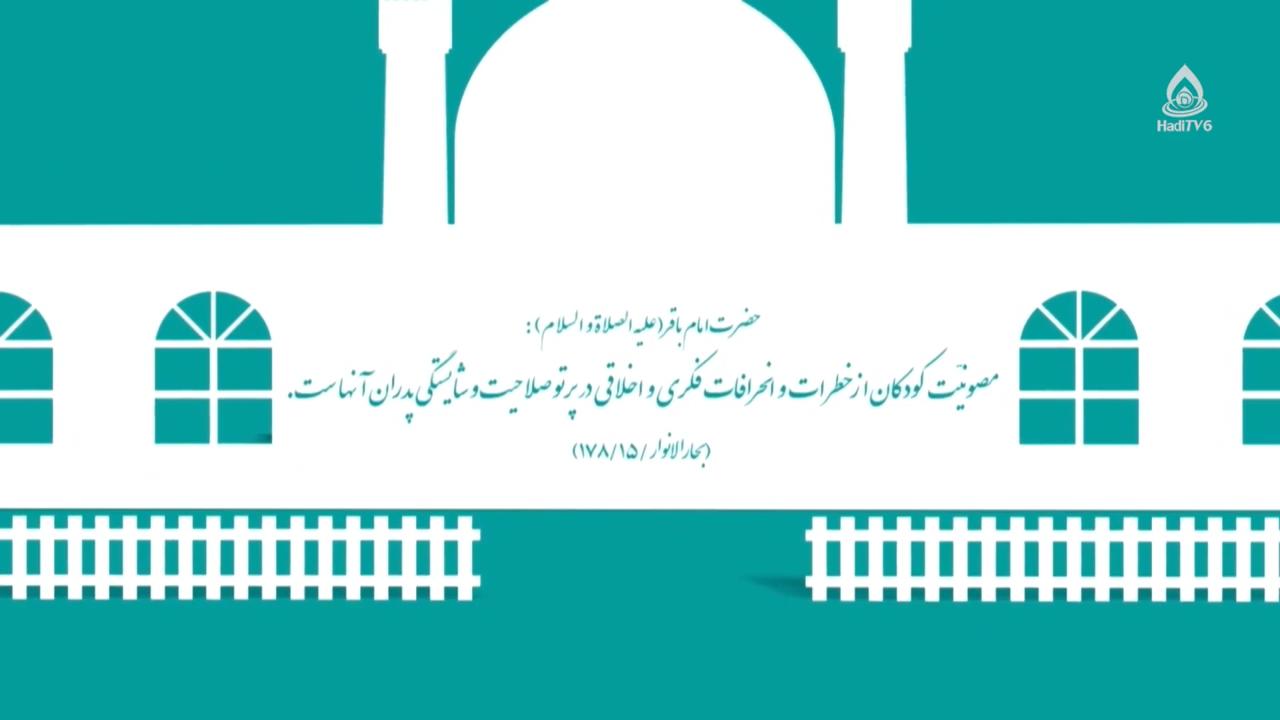 HadiTV6
حضرت امام باقر(علیه الصلاة و السلام) :
مصونیّت کودکان از خطرات و انحرافات فکری و اخلاقی در پرتو صلاحیت و شایستگی پدران آنهاست.
(بحارالانوار / ۱۷۸/۱۵)